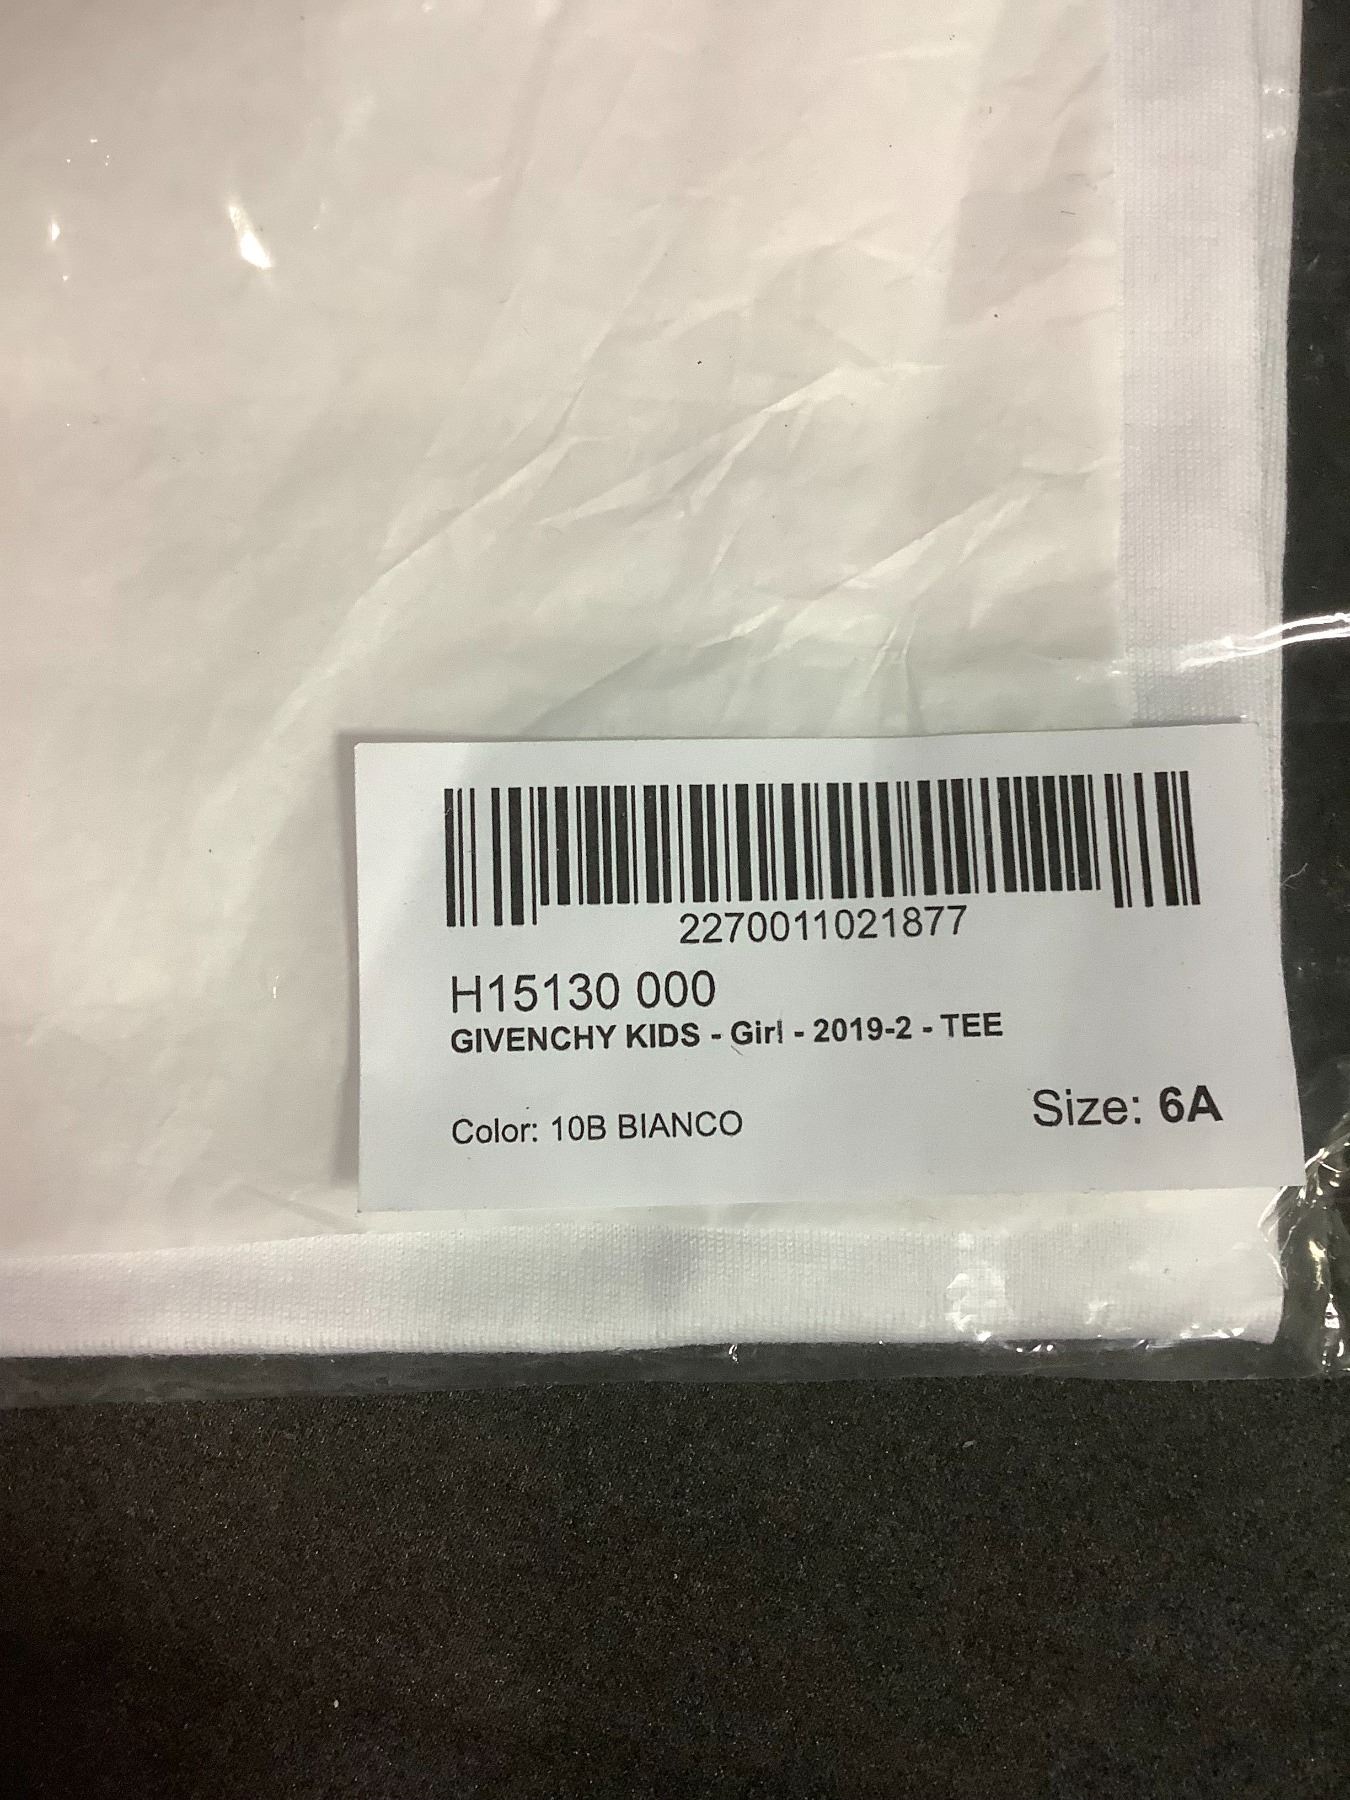 2270011021877
H15130 000
GIVENCHY KIDS - Girl - 2019-2 - TEE
Color: 10B BIANCO
Size: 6A